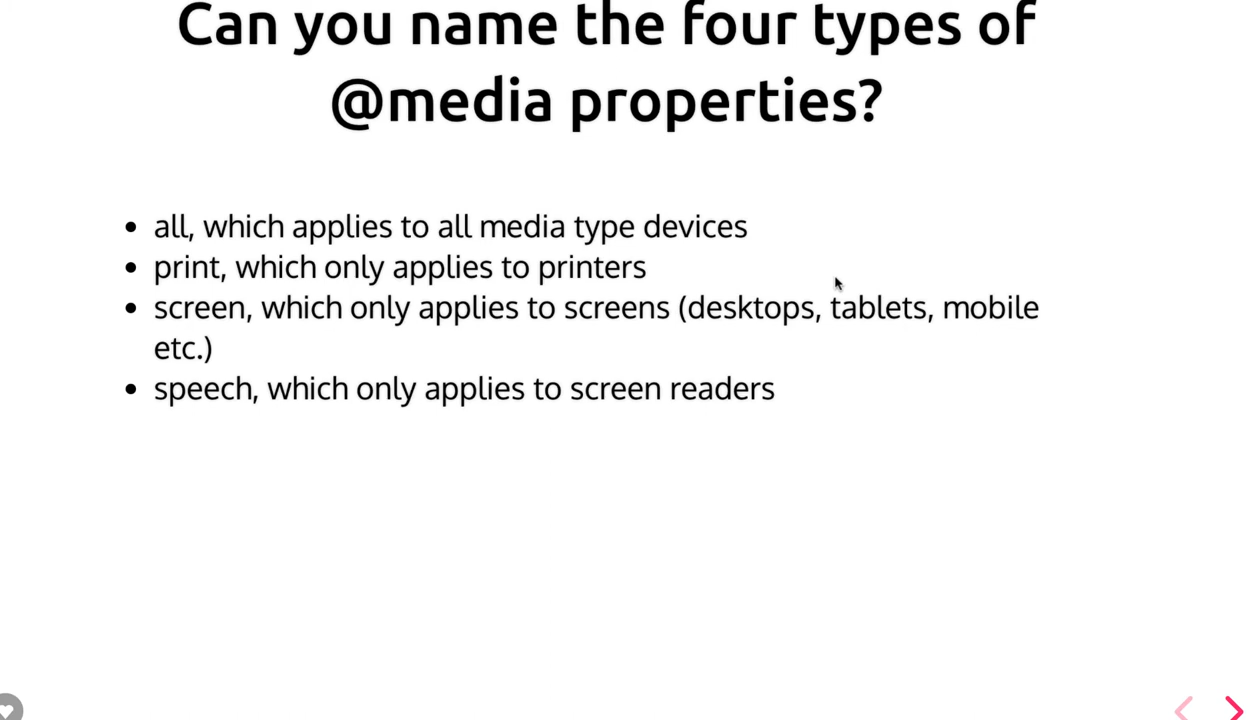 Can you name the four types of
@media properties?
all, which applies to all media type devices
print, which only applies to printers
screen, which only applies to screens (desktops, tablets, mobile
etc.)
speech, which only applies to screen readers